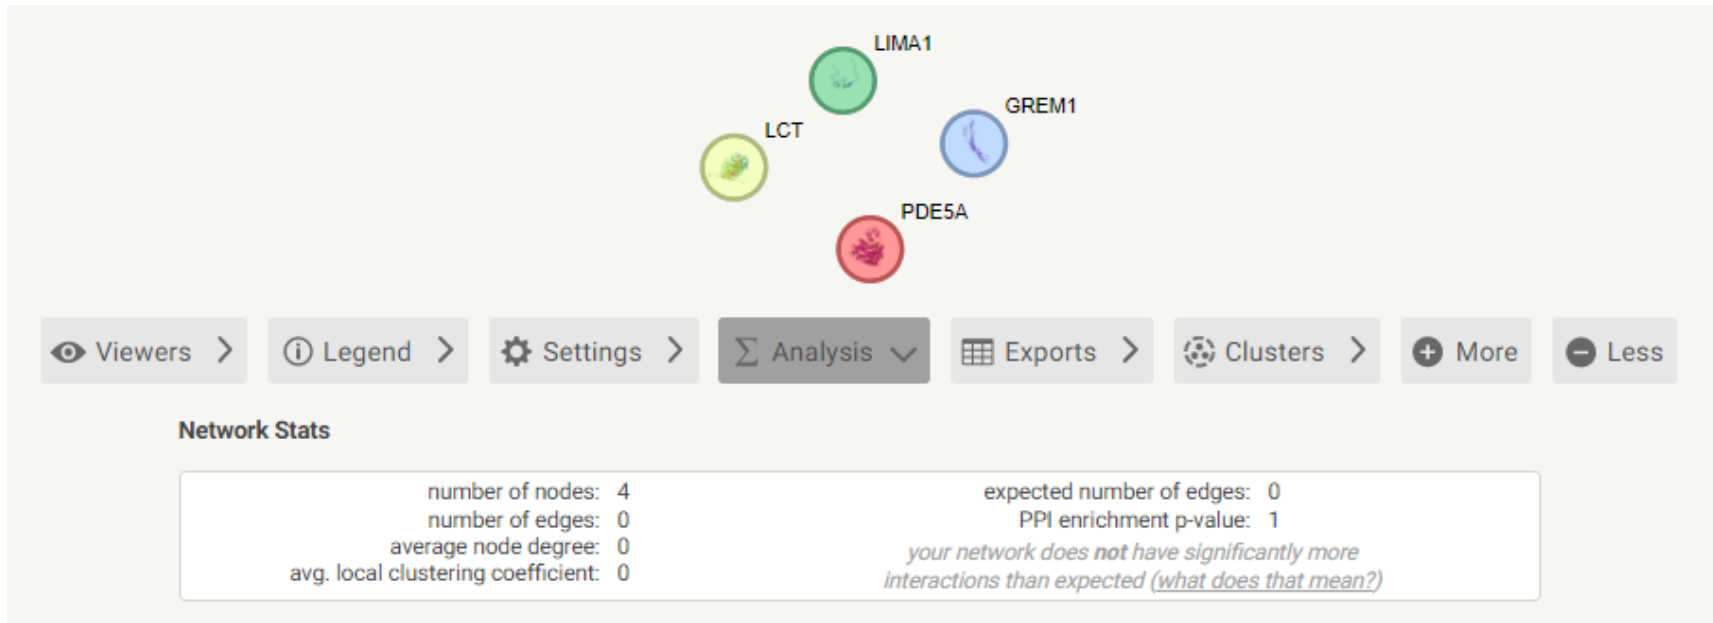 LIMA1
GREM1
LCT
PDE5A
Viewers
Legend
Settings
Analysis
Exports
Clusters
More
Less
Network Stats
number of nodes: 4
number of edges: 0
average node degree: 0
avg. local clustering coefficient: 0
expected number of edges: 0
PPI enrichment p-value: 1
your network does not have significantly more
interactions than expected (what does that mean?)